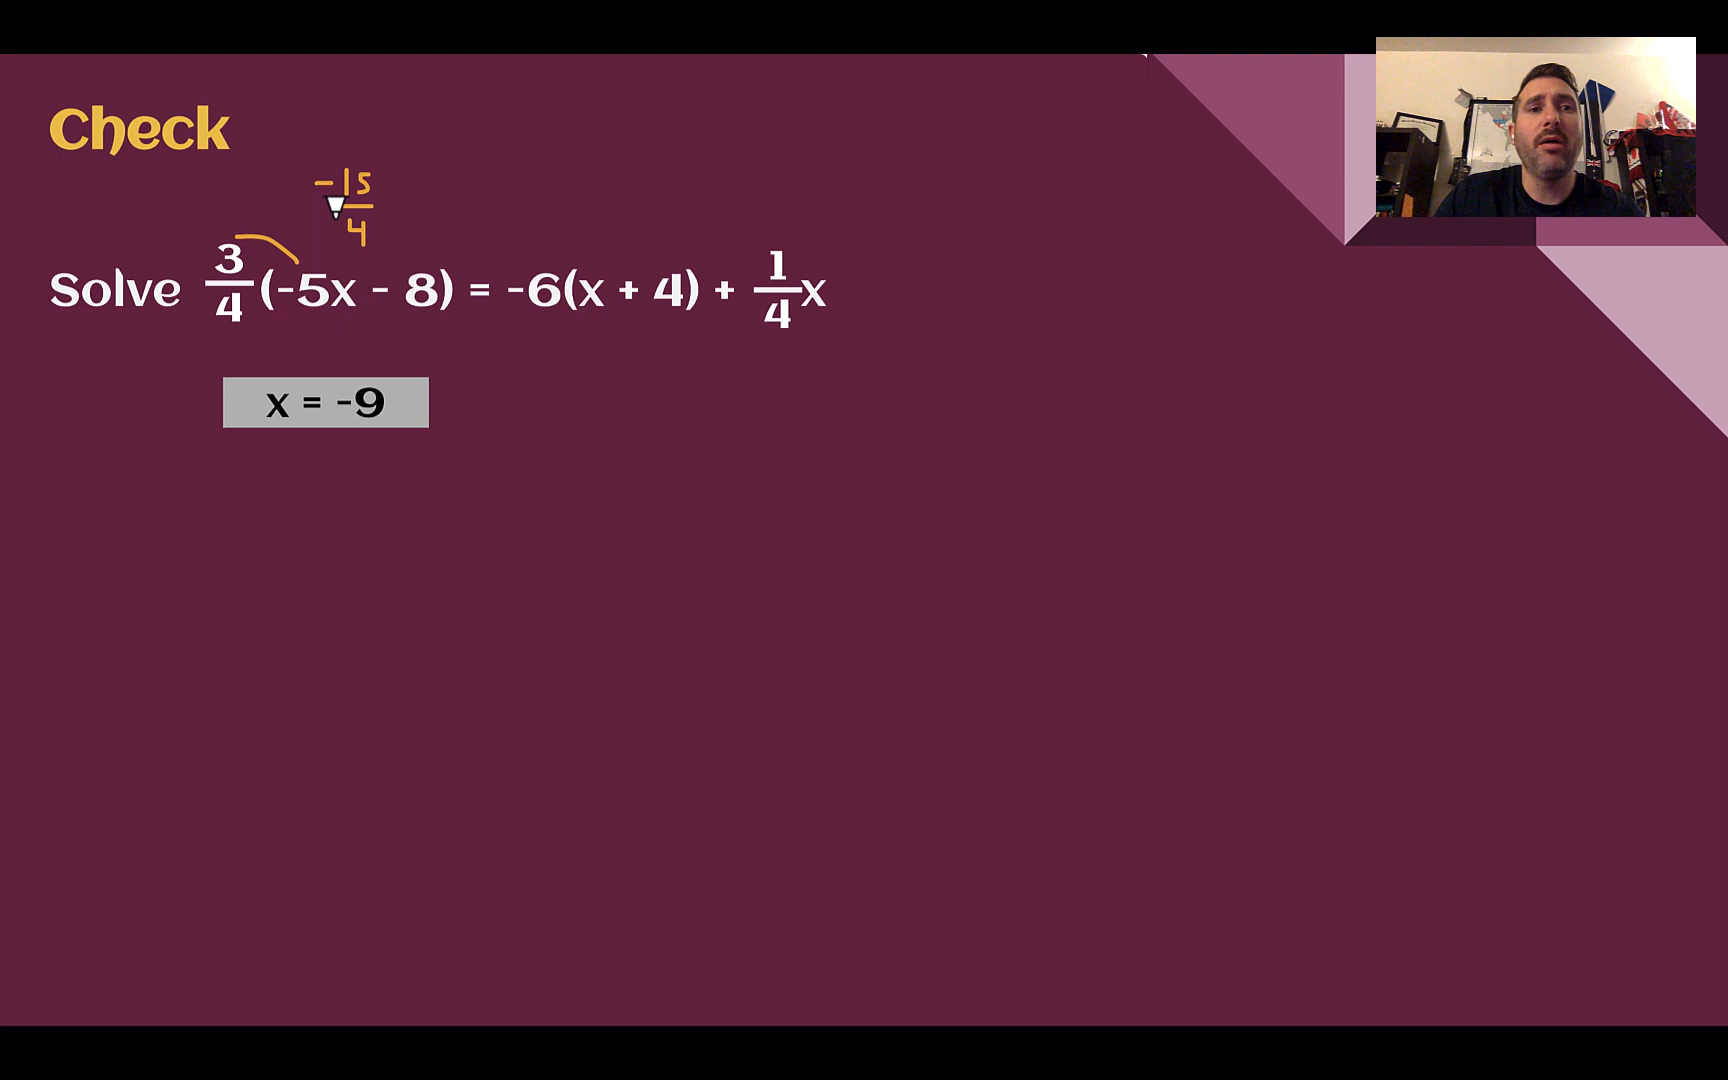 Check
-15
4
Solve 3/4(-5x - 8) = -6(x + 4) + 1/4x
x = -9